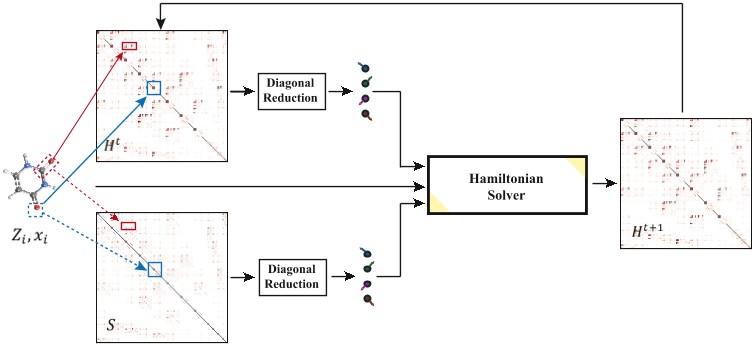 Diagonal
Reduction
H^t
Hamiltonian
Solver
Z_i, x_i
H^{t+1}
S
Diagonal
Reduction